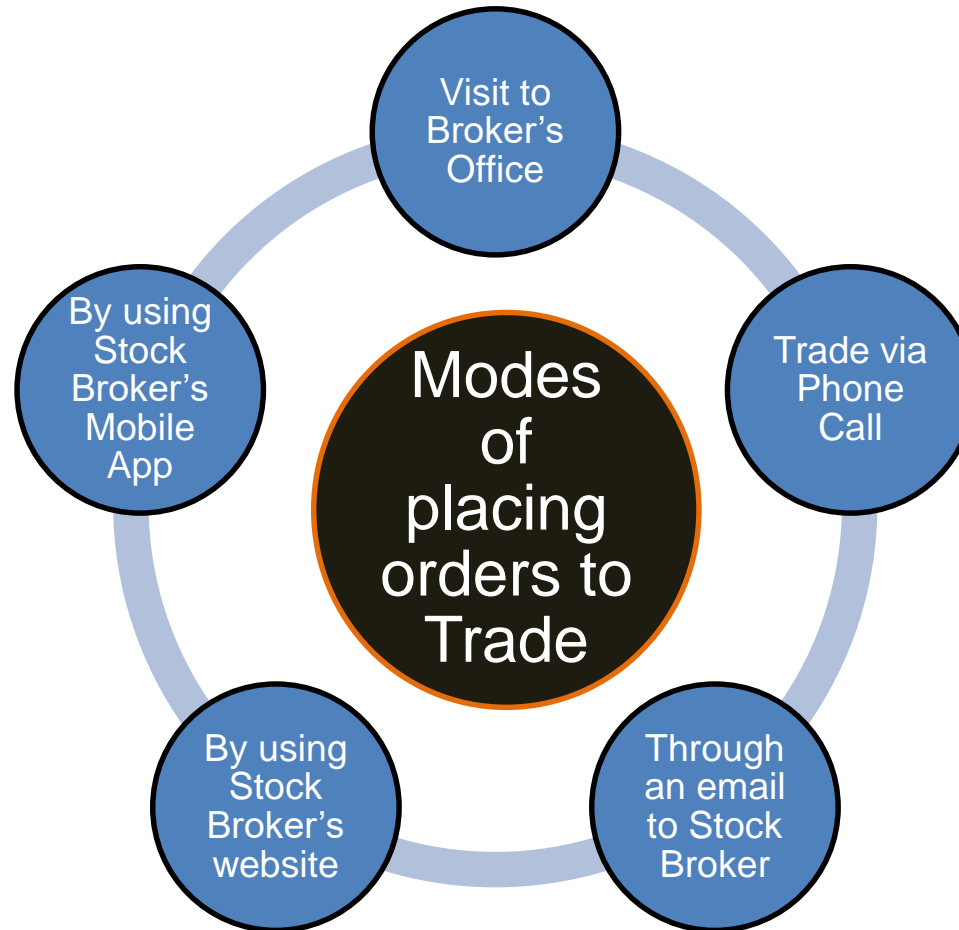 Visit to
Broker’s
Office
Trade via
Phone
Call
Through
an email
to Stock
Broker
By using
Stock
Broker’s
website
By using
Stock
Broker’s
Mobile
App
Modes
of
placing
orders to
Trade